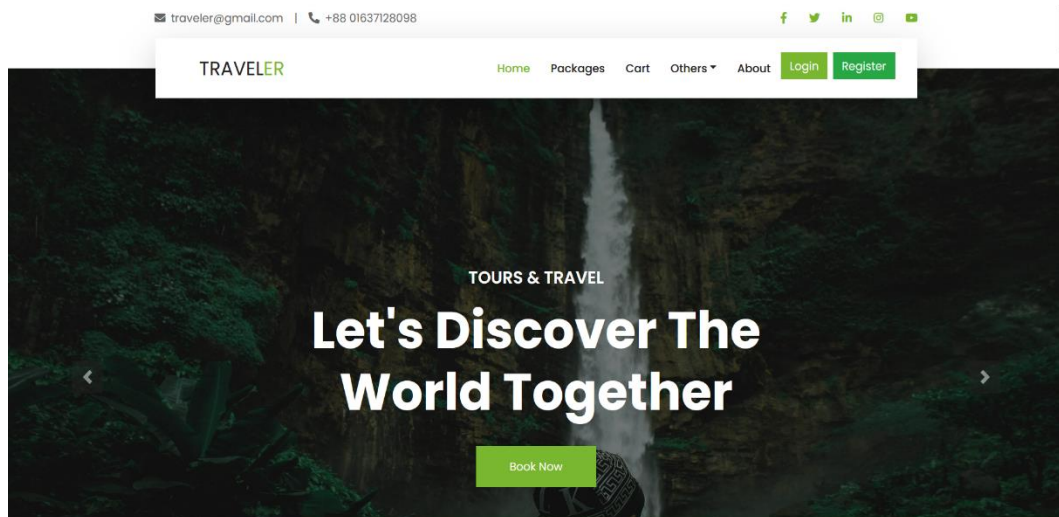 traveler@gmail.com | +88 01637128098
TRAVELER
Home Packages Cart Others About Login Register
TOURS & TRAVEL
Let's Discover The
World Together
Book Now